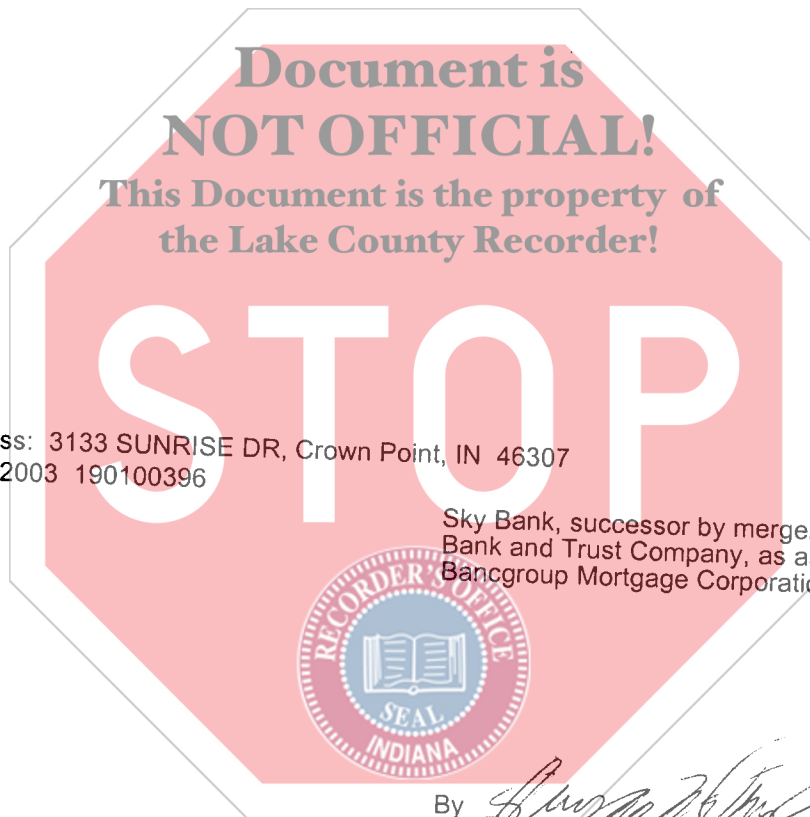 Document is
NOT OFFICIAL!
This Document is the property of
the Lake County Recorder!
STOP
ss: 3133 SUNRISE DR, Crown Point, IN 46307
2003 190100396
Sky Bank, successor by merge
Bank and Trust Company, as a
Bancgroup Mortgage Corporatio
RECORDER'S OFFICE
SEAL
INDIANA
By